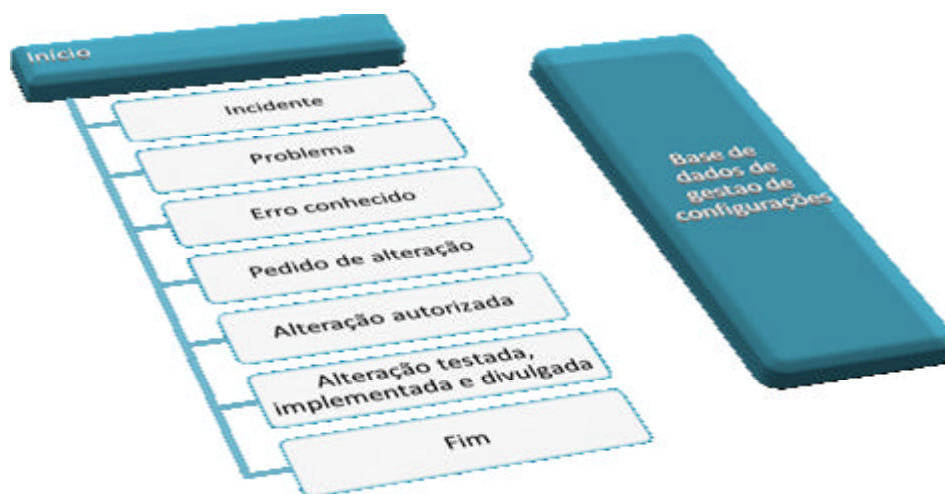 Início
Incidente
Problema
Erro conhecido
Pedido de alteração
Alteração autorizada
Alteração testada,
implementada e divulgada
Fim
Base de
dados de
gestao de
configurações